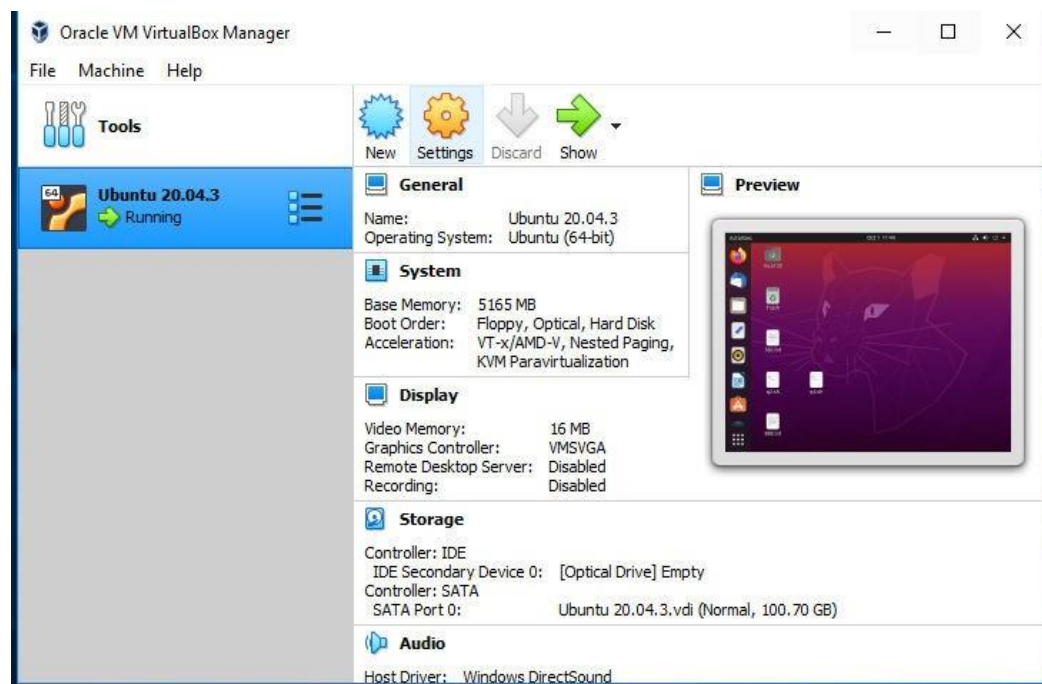 Oracle VM VirtualBox Manager
File Machine Help
Tools
New Settings Discard Show
64
Ubuntu 20.04.3
Running
General
Name: Ubuntu 20.04.3
Operating System: Ubuntu (64-bit)
System
Base Memory: 5165 MB
Boot Order: Floppy, Optical, Hard Disk
Acceleration: VT-x/AMD-V, Nested Paging,
KVM Paravirtualization
Display
Video Memory: 16 MB
Graphics Controller: VMSVGA
Remote Desktop Server: Disabled
Recording: Disabled
Storage
Controller: IDE
IDE Secondary Device 0: [Optical Drive] Empty
Controller: SATA
SATA Port 0: Ubuntu 20.04.3.vdi (Normal, 100.70 GB)
Audio
Host Driver: Windows DirectSound
Preview